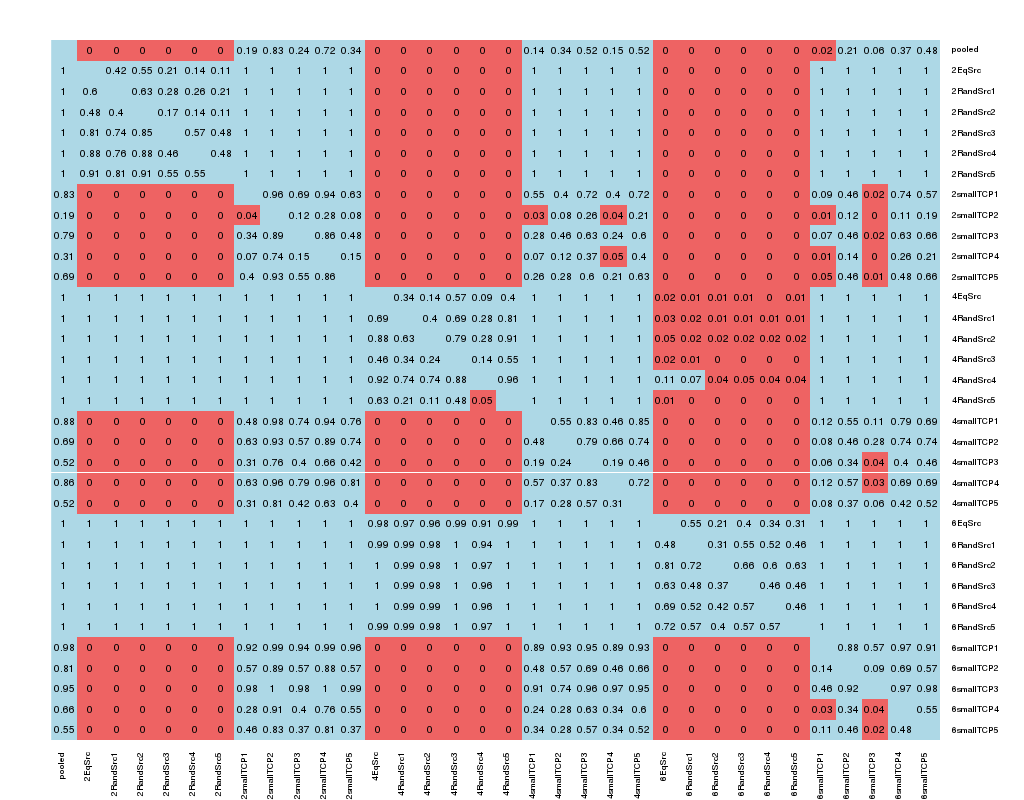 0 0 0 0 0 0 0.19 0.83 0.24 0.72 0.34 0 0 0 0 0 0 0.14 0.34 0.52 0.15 0.52 0 0 0 0 0 0 0.02 0.21 0.06 0.37 0.48 pooled
1 0.42 0.55 0.21 0.14 0.11 1 1 1 1 1 0 0 0 0 0 0 1 1 1 1 1 0 0 0 0 0 0 1 1 1 1 1 2EqSrc
1 0.6 0.63 0.28 0.26 0.21 1 1 1 1 1 0 0 0 0 0 0 1 1 1 1 1 0 0 0 0 0 0 1 1 1 1 1 2RandSrc1
1 0.48 0.4 0.17 0.14 0.11 1 1 1 1 1 0 0 0 0 0 0 1 1 1 1 1 0 0 0 0 0 0 1 1 1 1 1 2RandSrc2
1 0.81 0.74 0.85 0.57 0.48 1 1 1 1 1 0 0 0 0 0 0 1 1 1 1 1 0 0 0 0 0 0 1 1 1 1 1 2RandSrc3
1 0.88 0.76 0.88 0.46 0.48 1 1 1 1 1 0 0 0 0 0 0 1 1 1 1 1 0 0 0 0 0 0 1 1 1 1 1 2RandSrc4
1 0.91 0.81 0.91 0.55 0.55 1 1 1 1 1 0 0 0 0 0 0 1 1 1 1 1 0 0 0 0 0 0 1 1 1 1 1 2RandSrc5
0.83 0 0 0 0 0 0 0.96 0.69 0.94 0.63 0 0 0 0 0 0 0.55 0.4 0.72 0.4 0.72 0 0 0 0 0 0 0.09 0.46 0.02 0.74 0.57 2smallTCP1
0.19 0 0 0 0 0 0 0.04 0.12 0.28 0.08 0 0 0 0 0 0 0.03 0.08 0.26 0.04 0.21 0 0 0 0 0 0 0.01 0.12 0 0.11 0.19 2smallTCP2
0.79 0 0 0 0 0 0 0.34 0.89 0.86 0.48 0 0 0 0 0 0 0.28 0.46 0.63 0.24 0.6 0 0 0 0 0 0 0.07 0.46 0.02 0.63 0.66 2smallTCP3
0.31 0 0 0 0 0 0 0.07 0.74 0.15 0.15 0 0 0 0 0 0 0.07 0.12 0.37 0.05 0.4 0 0 0 0 0 0 0.01 0.14 0 0.26 0.21 2smallTCP4
0.69 0 0 0 0 0 0 0.4 0.93 0.55 0.86 0 0 0 0 0 0 0.26 0.28 0.6 0.21 0.63 0 0 0 0 0 0 0.05 0.46 0.01 0.48 0.66 2smallTCP5
1 1 1 1 1 1 1 1 1 1 1 1 0.34 0.14 0.57 0.09 0.4 1 1 1 1 1 0.02 0.01 0.01 0.01 0 0.01 1 1 1 1 1 4EqSrc
1 1 1 1 1 1 1 1 1 1 1 1 0.69 0.4 0.69 0.28 0.81 1 1 1 1 1 0.03 0.02 0.01 0.01 0.01 0.01 1 1 1 1 1 4RandSrc1
1 1 1 1 1 1 1 1 1 1 1 1 0.88 0.63 0.79 0.28 0.91 1 1 1 1 1 0.05 0.02 0.02 0.02 0.02 0.02 1 1 1 1 1 4RandSrc2
1 1 1 1 1 1 1 1 1 1 1 1 0.46 0.34 0.24 0.14 0.55 1 1 1 1 1 0.02 0.01 0 0 0 0 1 1 1 1 1 4RandSrc3
1 1 1 1 1 1 1 1 1 1 1 1 0.92 0.74 0.74 0.88 0.96 1 1 1 1 1 0.11 0.07 0.04 0.05 0.04 0.04 1 1 1 1 1 4RandSrc4
1 1 1 1 1 1 1 1 1 1 1 1 0.63 0.21 0.11 0.48 0.05 1 1 1 1 1 0.01 0 0 0 0 0 1 1 1 1 1 4RandSrc5
0.88 0 0 0 0 0 0 0.48 0.98 0.74 0.94 0.76 0 0 0 0 0 0 0.55 0.83 0.46 0.85 0 0 0 0 0 0 0.12 0.55 0.11 0.79 0.69 4smallTCP1
0.69 0 0 0 0 0 0 0.63 0.93 0.57 0.89 0.74 0 0 0 0 0 0 0.48 0.79 0.66 0.74 0 0 0 0 0 0 0.08 0.46 0.28 0.74 0.74 4smallTCP2
0.52 0 0 0 0 0 0 0.31 0.76 0.4 0.66 0.42 0 0 0 0 0 0 0.19 0.24 0.19 0.46 0 0 0 0 0 0 0.06 0.34 0.04 0.4 0.46 4smallTCP3
0.86 0 0 0 0 0 0 0.63 0.96 0.79 0.96 0.81 0 0 0 0 0 0 0.57 0.37 0.83 0.72 0 0 0 0 0 0 0.12 0.57 0.03 0.69 0.69 4smallTCP4
0.52 0 0 0 0 0 0 0.31 0.81 0.42 0.63 0.4 0 0 0 0 0 0 0.17 0.28 0.57 0.31 0 0 0 0 0 0 0.08 0.37 0.06 0.42 0.52 4smallTCP5
1 1 1 1 1 1 1 1 1 1 1 1 0.98 0.97 0.96 0.99 0.91 0.99 1 1 1 1 1 0.55 0.21 0.4 0.34 0.31 1 1 1 1 1 6EqSrc
1 1 1 1 1 1 1 1 1 1 1 1 0.99 0.99 0.98 1 0.94 1 1 1 1 1 1 0.48 0.31 0.55 0.52 0.46 1 1 1 1 1 6RandSrc1
1 1 1 1 1 1 1 1 1 1 1 1 1 0.99 0.98 1 0.97 1 1 1 1 1 1 0.81 0.72 0.66 0.6 0.63 1 1 1 1 1 6RandSrc2
1 1 1 1 1 1 1 1 1 1 1 1 1 0.99 0.98 1 0.96 1 1 1 1 1 1 0.63 0.48 0.37 0.46 0.46 1 1 1 1 1 6RandSrc3
1 1 1 1 1 1 1 1 1 1 1 1 1 0.99 0.99 1 0.96 1 1 1 1 1 1 0.69 0.52 0.42 0.57 0.46 1 1 1 1 1 6RandSrc4
1 1 1 1 1 1 1 1 1 1 1 1 0.99 0.99 0.98 1 0.97 1 1 1 1 1 1 0.72 0.57 0.4 0.57 0.57 1 1 1 1 1 6RandSrc5
0.98 0 0 0 0 0 0 0.92 0.99 0.94 0.99 0.96 0 0 0 0 0 0 0.89 0.93 0.95 0.89 0.93 0 0 0 0 0 0 0.88 0.57 0.97 0.91 6smallTCP1
0.81 0 0 0 0 0 0 0.57 0.89 0.57 0.88 0.57 0 0 0 0 0 0 0.48 0.57 0.69 0.46 0.66 0 0 0 0 0 0 0.14 0.09 0.69 0.57 6smallTCP2
0.95 0 0 0 0 0 0 0.98 1 0.98 1 0.99 0 0 0 0 0 0 0.91 0.74 0.96 0.97 0.95 0 0 0 0 0 0 0.46 0.92 0.97 0.98 6smallTCP3
0.66 0 0 0 0 0 0 0.28 0.91 0.4 0.76 0.55 0 0 0 0 0 0 0.24 0.28 0.63 0.34 0.6 0 0 0 0 0 0 0.03 0.34 0.04 0.55 6smallTCP4
0.55 0 0 0 0 0 0 0.46 0.83 0.37 0.81 0.37 0 0 0 0 0 0 0.34 0.28 0.57 0.34 0.52 0 0 0 0 0 0 0.11 0.46 0.02 0.48 6smallTCP5
pooled 2EqSrc 2RandSrc1 2RandSrc2 2RandSrc3 2RandSrc4 2RandSrc5 2smallTCP1 2smallTCP2 2smallTCP3 2smallTCP4 2smallTCP5 4EqSrc 4RandSrc1 4RandSrc2 4RandSrc3 4RandSrc4 4RandSrc5 4smallTCP1 4smallTCP2 4smallTCP3 4smallTCP4 4smallTCP5 6EqSrc 6RandSrc1 6RandSrc2 6RandSrc3 6RandSrc4 6RandSrc5 6smallTCP1 6smallTCP2 6smallTCP3 6smallTCP4 6smallTCP5